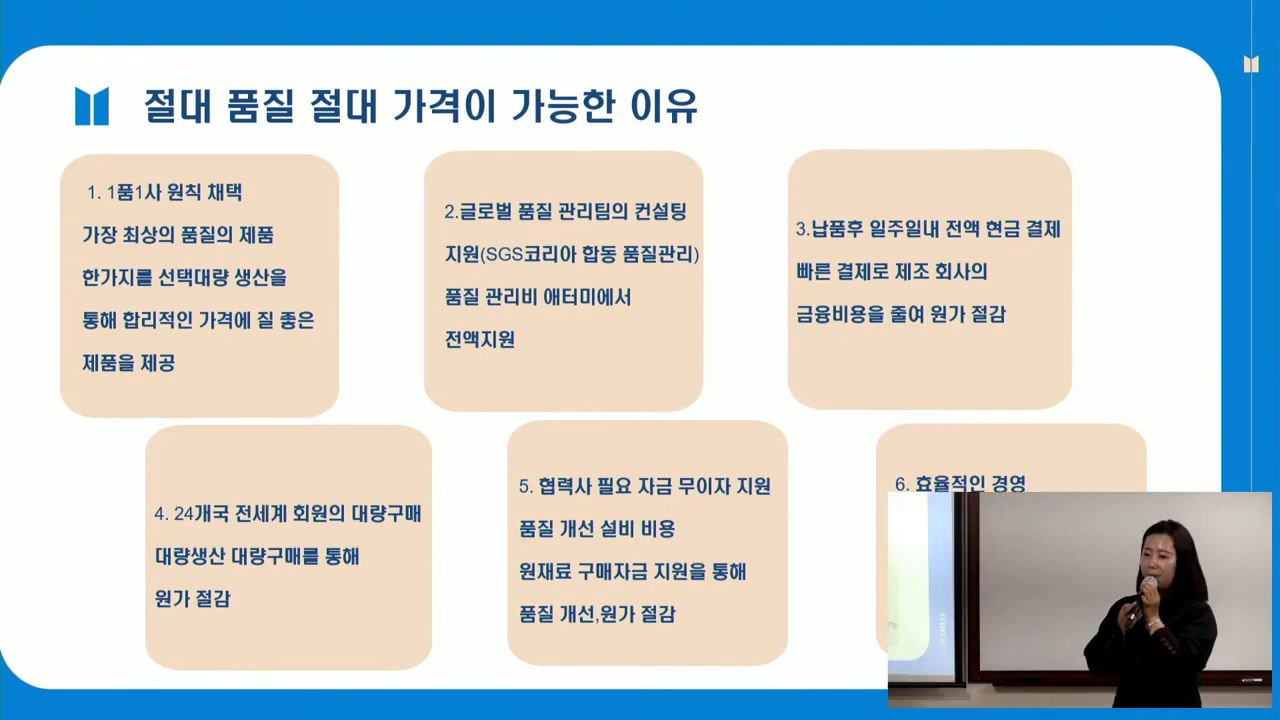 절대 품질 절대 가격이 가능한 이유
1. 1품1사 원칙 채택
가장 최상의 품질의 제품
한가지를 선택대량 생산을
통해 합리적인 가격에 질 좋은
제품을 제공
2.글로벌 품질 관리팀의 컨설팅
지원(SGS코리아 합동 품질관리)
품질 관리비 애터미에서
전액지원
3.납품후 일주일내 전액 현금 결제
빠른 결제로 제조 회사의
금융비용을 줄여 원가 절감
4. 24개국 전세계 회원의 대량구매
대량생산 대량구매를 통해
원가 절감
5. 협력사 필요 자금 무이자 지원
품질 개선 설비 비용
원재료 구매자금 지원을 통해
품질 개선,원가 절감
6. 효율적인 경영